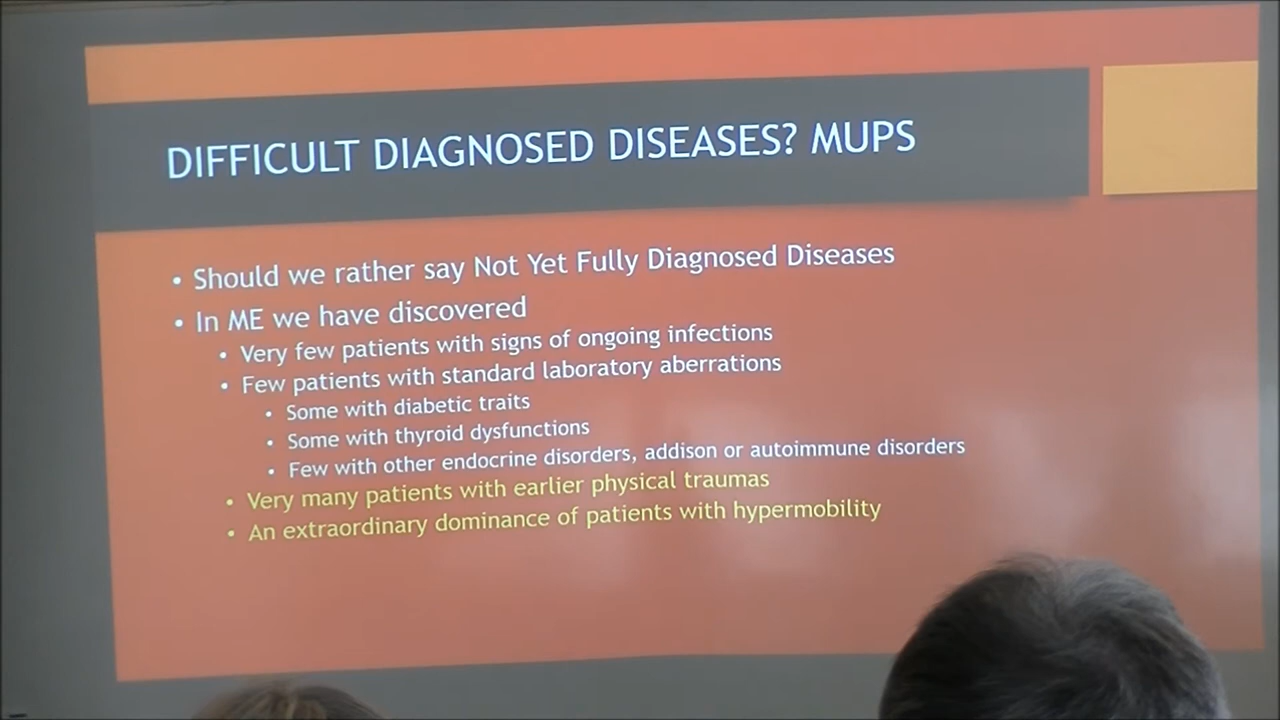 DIFFICULT DIAGNOSED DISEASES? MUPS
• Should we rather say Not Yet Fully Diagnosed Diseases
• In ME we have discovered
• Very few patients with signs of ongoing infections
• Few patients with standard laboratory aberrations
• Some with diabetic traits
• Some with thyroid dysfunctions
• Few with other endocrine disorders, addison or autoimmune disorders
• Very many patients with earlier physical traumas
• An extraordinary dominance of patients with hypermobility